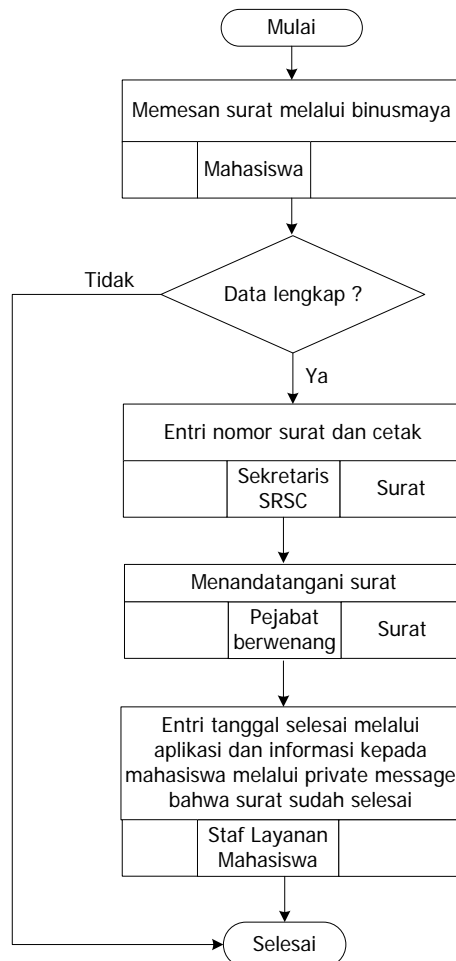 Mulai
Memesan surat melalui binusmaya
Mahasiswa
Tidak
Data lengkap ?
Ya
Entri nomor surat dan cetak
Sekretaris
SRSC
Surat
Menandatangani surat
Pejabat
berwenang
Surat
Entri tanggal selesai melalui
aplikasi dan informasi kepada
mahasiswa melalui private message
bahwa surat sudah selesai
Staf Layanan
Mahasiswa
Selesai